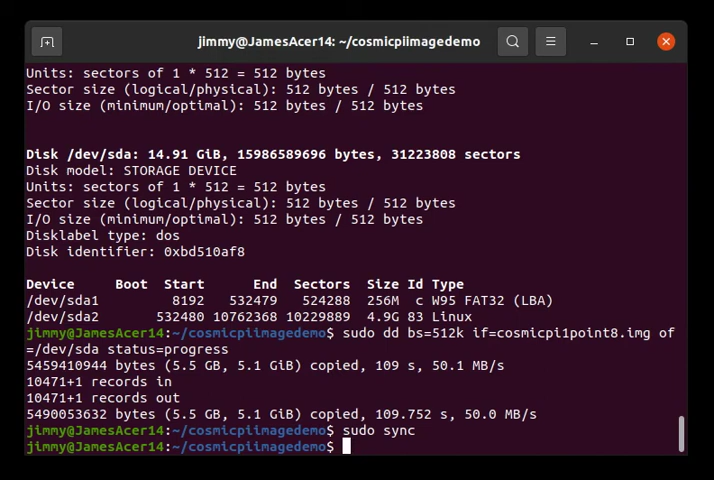 jimmy@JamesAcer14: ~/cosmicpiimagedemo
Units: sectors of 1 * 512 = 512 bytes
Sector size (logical/physical): 512 bytes / 512 bytes
I/O size (minimum/optimal): 512 bytes / 512 bytes
Disk /dev/sda: 14.91 GiB, 15986589696 bytes, 31223808 sectors
Disk model: STORAGE DEVICE
Units: sectors of 1 * 512 = 512 bytes
Sector size (logical/physical): 512 bytes / 512 bytes
I/O size (minimum/optimal): 512 bytes / 512 bytes
Disklabel type: dos
Disk identifier: 0xbd510af8
Device     Boot  Start      End  Sectors  Size Id Type
/dev/sda1         8192   532479   524288  256M  c W95 FAT32 (LBA)
/dev/sda2       532480 10762368 10229889  4.9G 83 Linux
jimmy@JamesAcer14:~/cosmicpiimagedemo$ sudo dd bs=512k if=cosmicpi1point8.img of
=/dev/sda status=progress
5459410944 bytes (5.5 GB, 5.1 GiB) copied, 109 s, 50.1 MB/s
10471+1 records in
10471+1 records out
5490053632 bytes (5.5 GB, 5.1 GiB) copied, 109.752 s, 50.0 MB/s
jimmy@JamesAcer14:~/cosmicpiimagedemo$ sudo sync
jimmy@JamesAcer14:~/cosmicpiimagedemo$